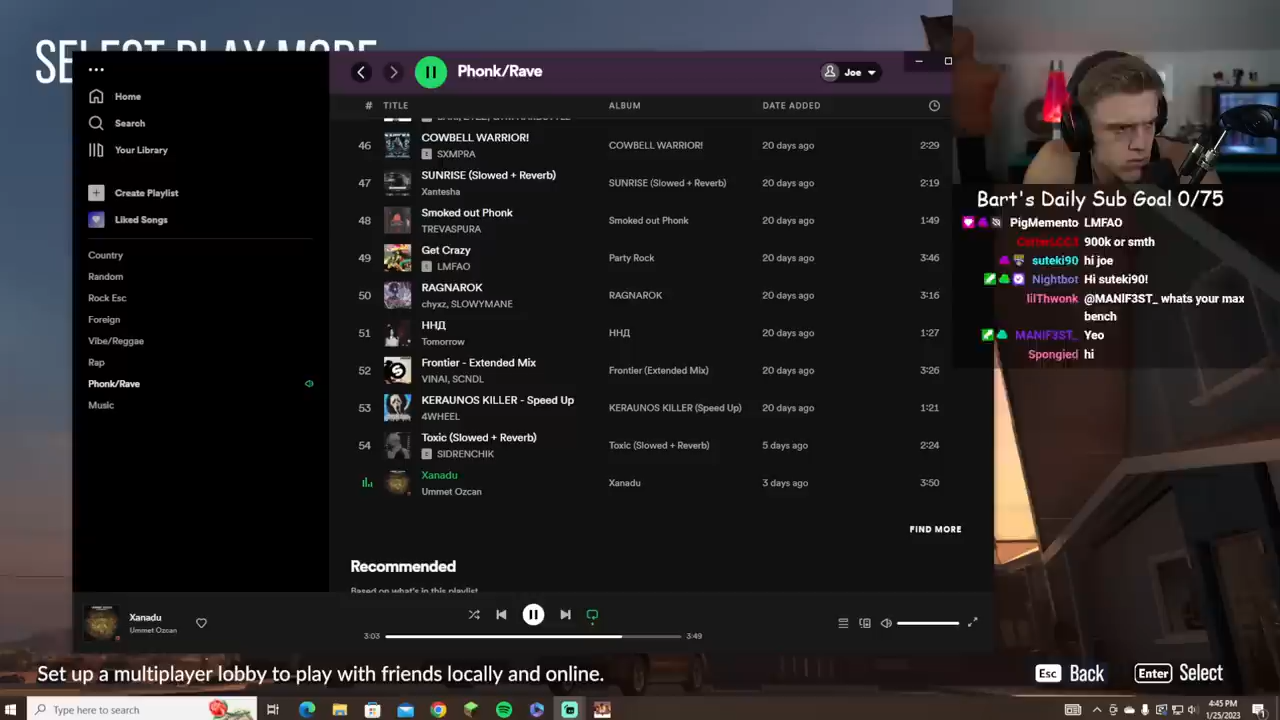 SELECT PLAY MODE
Home
Search
Your Library
Create Playlist
Liked Songs
Country
Random
Rock Esc
Foreign
Vibe/Reggae
Rap
Phonk/Rave
Music
Phonk/Rave
Joe
# TITLE ALBUM DATE ADDED
46 COWBELL WARRIOR! COWBELL WARRIOR! 20 days ago 2:29
E SXMPRA
47 SUNRISE (Slowed + Reverb) SUNRISE (Slowed + Reverb) 20 days ago 2:19
Xantesha
48 Smoked out Phonk Smoked out Phonk 20 days ago 1:49
TREVASPURA
49 Get Crazy Party Rock 20 days ago 3:46
E LMFAO
50 RAGNAROK RAGNAROK 20 days ago 3:16
chyxz, SLOWYMANE
51 ННД ННД 20 days ago 1:27
Tomorrow
52 Frontier - Extended Mix Frontier (Extended Mix) 20 days ago 3:26
VINAI, SCNDL
53 KERAUNOS KILLER - Speed Up KERAUNOS KILLER (Speed Up) 20 days ago 1:21
4WHEEL
54 Toxic (Slowed + Reverb) Toxic (Slowed + Reverb) 5 days ago 2:24
E SIDRENCHIK
Xanadu Xanadu 3 days ago 3:50
Ummet Ozcan
FIND MORE
Recommended
Based on what's in this playlist
Xanadu
Ummet Ozcan
3:03 3:49
Bart's Daily Sub Goal 0/75
PigMemento LMFAO
900k or smth
suteki90 hi joe
Nightbot Hi suteki90!
lilThwonk @MANIF3ST_ whats your max
bench
MANIF3ST_ Yeo
Spongied hi
Set up a multiplayer lobby to play with friends locally and online.
Esc Back Enter Select
Type here to search
4:45 PM
1/25/2023